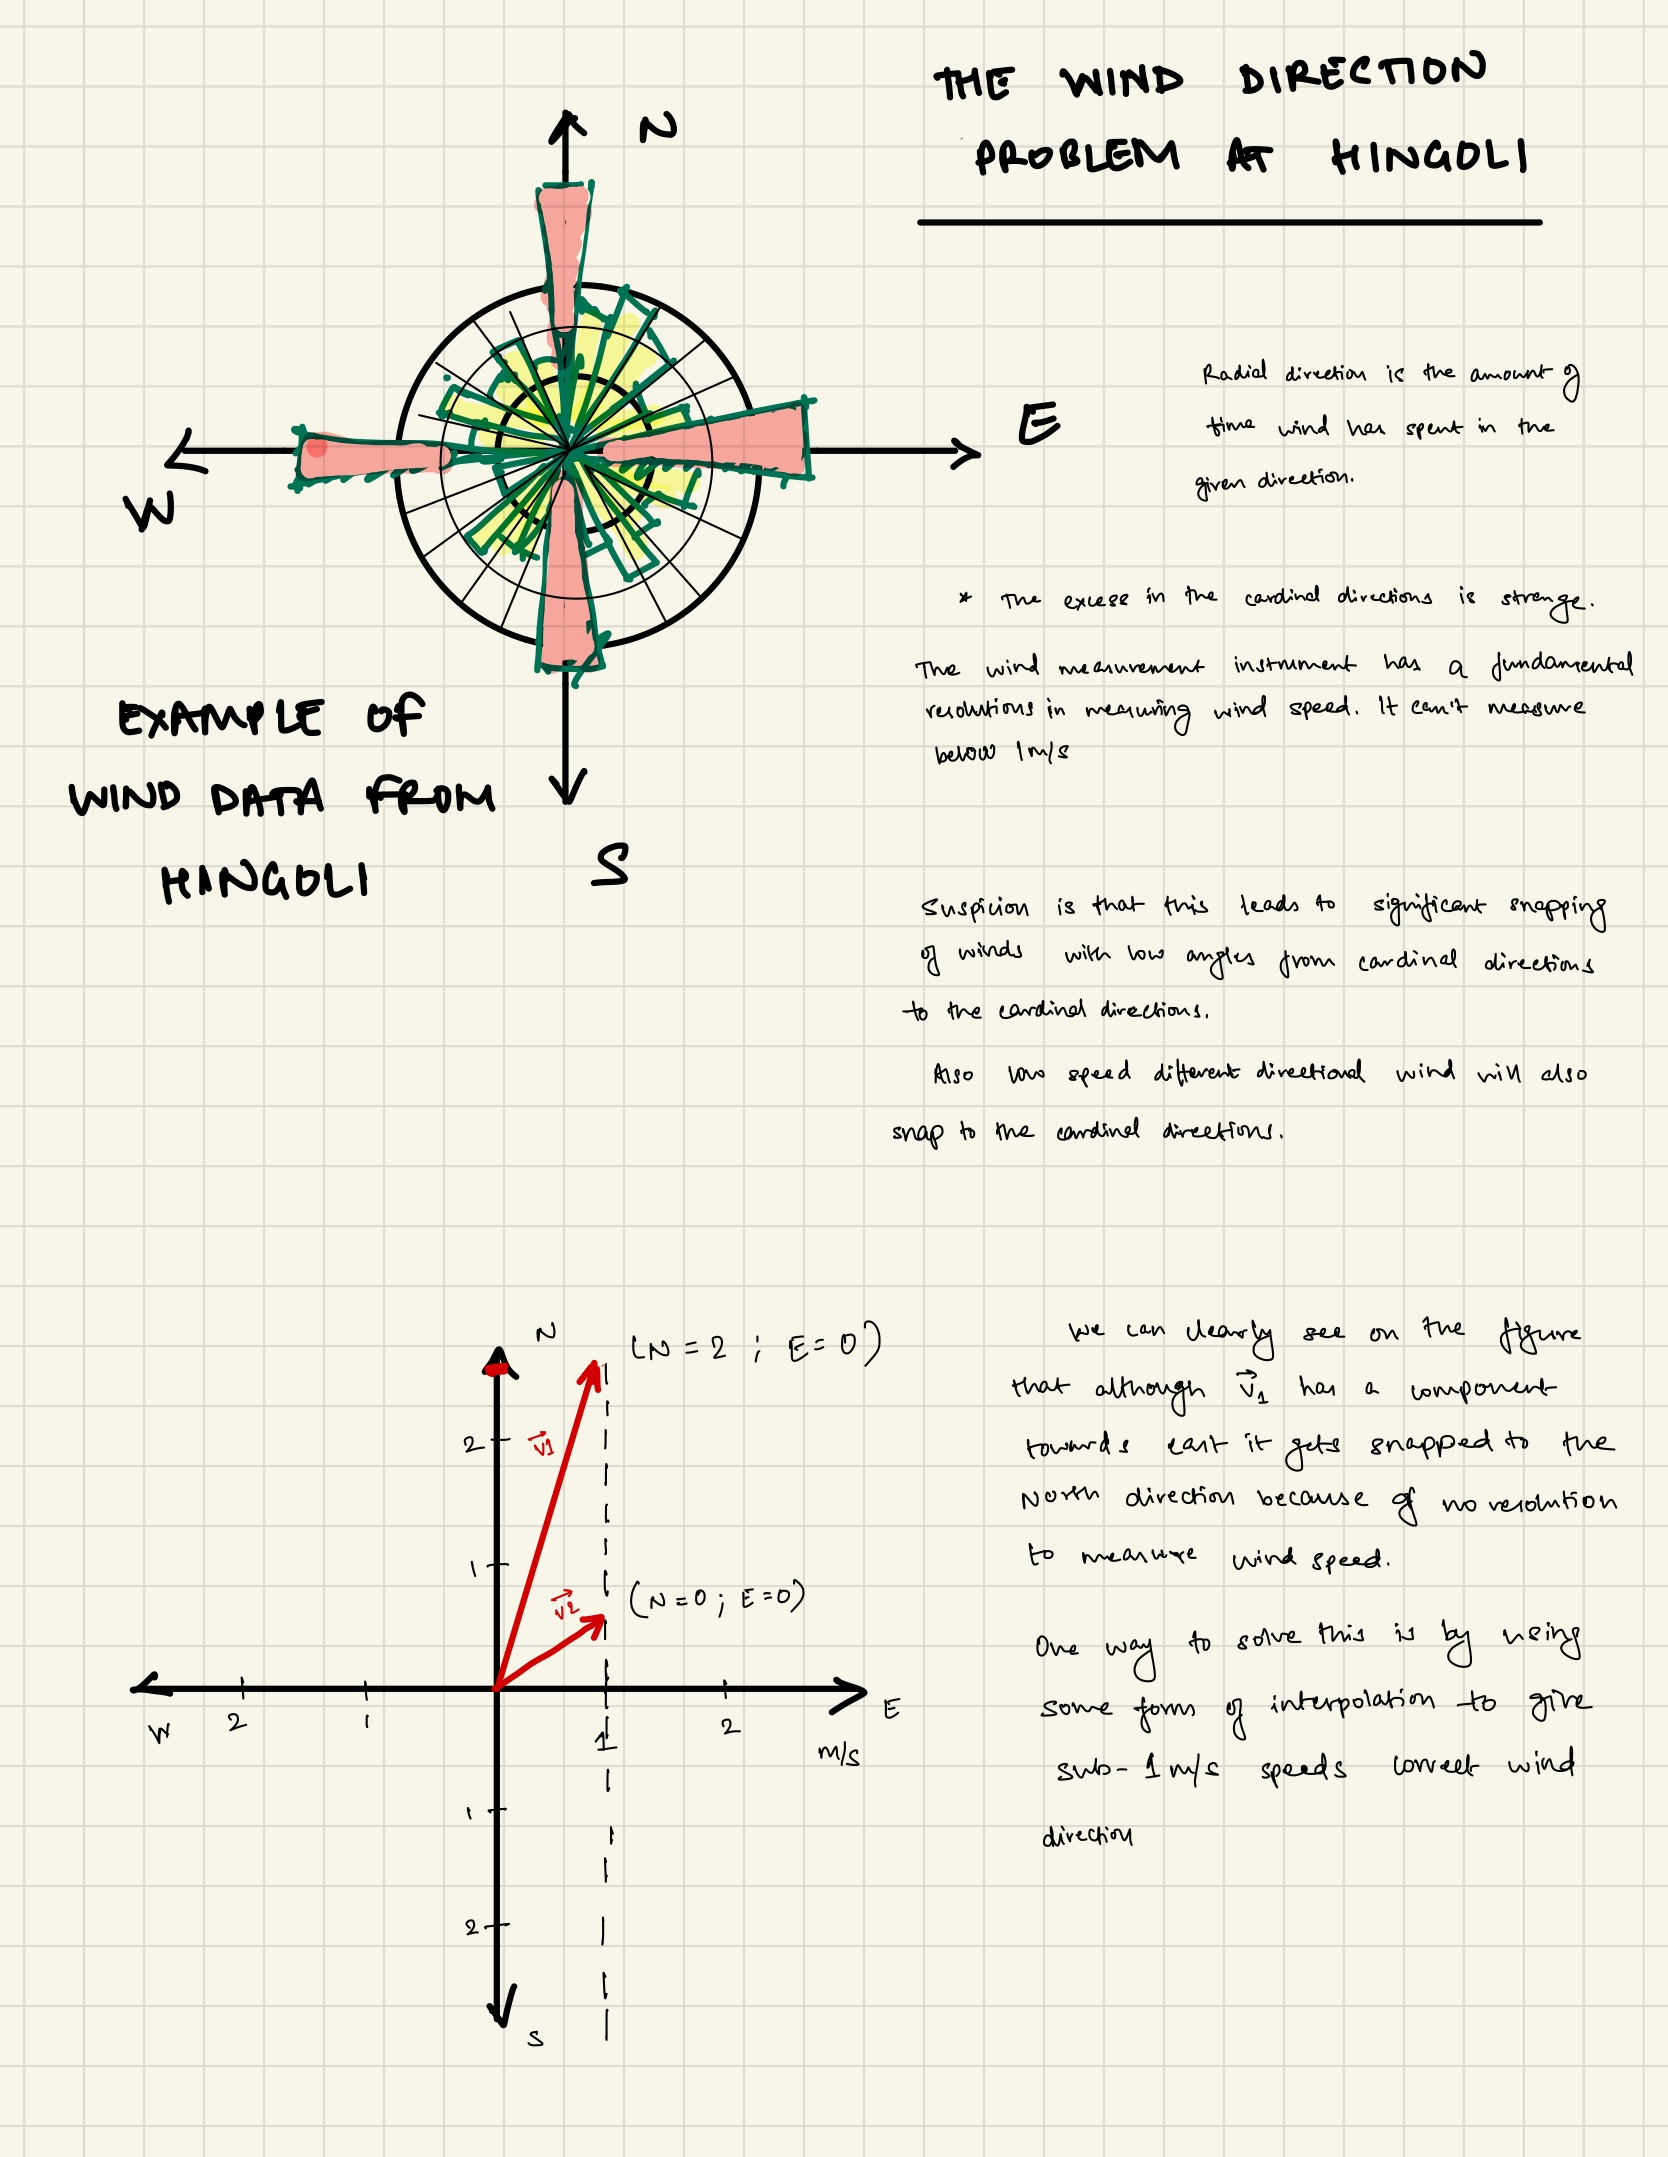 THE WIND DIRECTION
PROBLEM AT HINGOLI
N
E
W
S
EXAMPLE OF
WIND DATA FROM
HINGOLI
Radial direction is the amount of
time wind has spent in the
given direction.
* The excess in the cardinal directions is strange.
The wind measurement instrument has a fundamental
resolutions in measuring wind speed. It can't measure
below 1m/s
Suspicion is that this leads to significant snapping
of winds with low angles from cardinal directions
to the cardinal directions.
Also low speed different directional wind will also
snap to the cardinal directions.
N
(N=2 ; E=0)
2
v⃗1
1
(N=0 ; E=0)
v⃗2
W 2 1 1 2 E
m/s
1
2
S
We can clearly see on the figure
that although v⃗1 has a component
towards east it gets snapped to the
North direction because of no resolution
to measure wind speed.
One way to solve this is by using
some form of interpolation to give
sub-1m/s speeds correct wind
direction